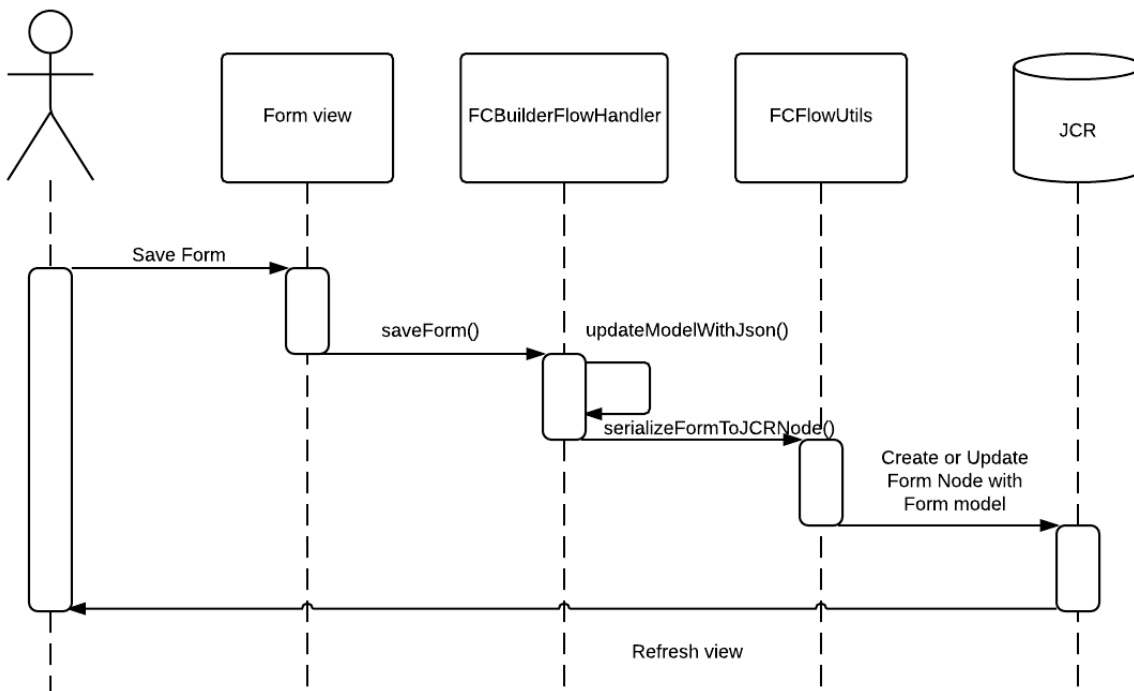 Form view
FCBuilderFlowHandler
FCFlowUtils
JCR
Save Form
saveForm()
updateModelWithJson()
serializeFormToJCRNode()
Create or Update
Form Node with
Form model
Refresh view